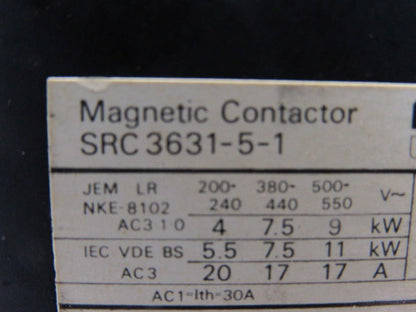 Magnetic Contactor
SRC 3631-5-1
JEM LR 200- 380- 500- V~
NKE-8102 240 440 550
AC3 1 0 4 7.5 9 kW
IEC VDE BS 5.5 7.5 11 kW
AC3 20 17 17 A
AC1=Ith=30A